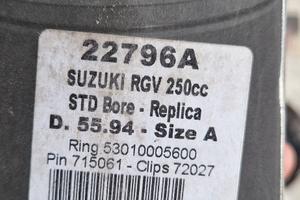 22796A
SUZUKI RGV 250cc
STD Bore - Replica
D. 55.94 - Size A
Ring 53010005600
Pin 715061 - Clips 72027